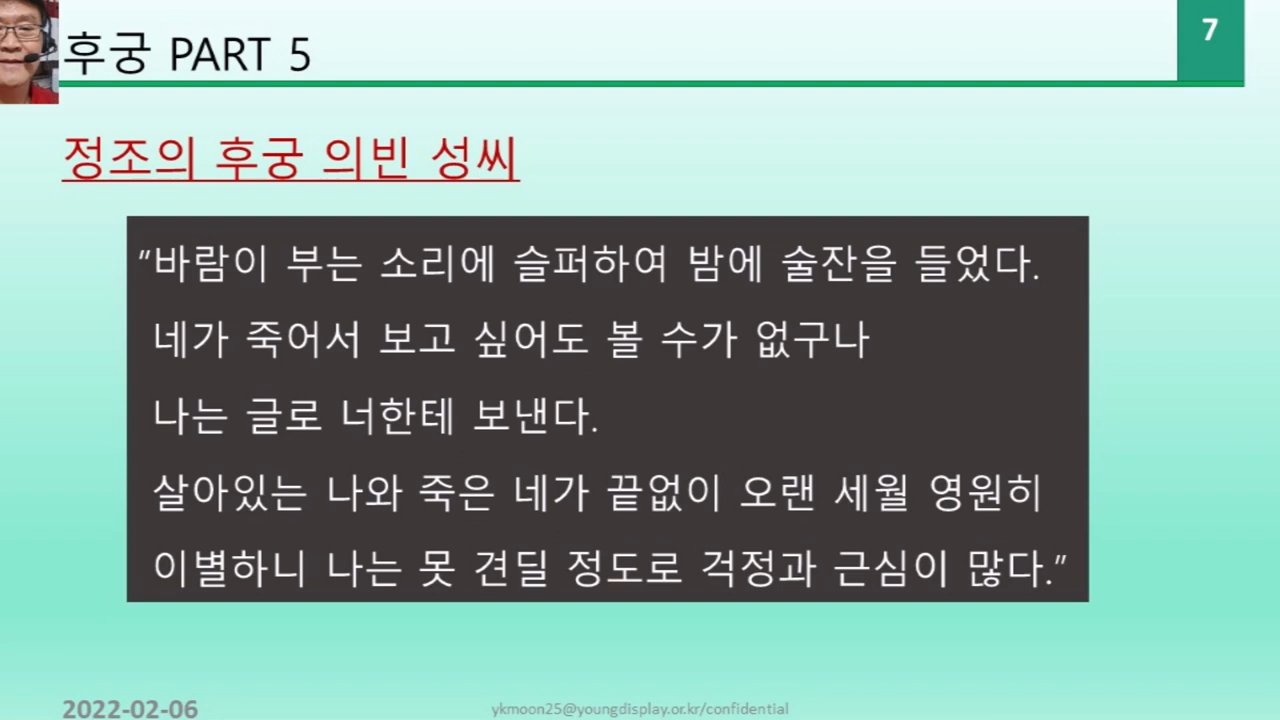 후궁 PART 5
7
정조의 후궁 의빈 성씨
"바람이 부는 소리에 슬퍼하여 밤에 술잔을 들었다.
네가 죽어서 보고 싶어도 볼 수가 없구나
나는 글로 너한테 보낸다.
살아있는 나와 죽은 네가 끝없이 오랜 세월 영원히
이별하니 나는 못 견딜 정도로 걱정과 근심이 많다."
2022-02-06
ykmoon25@youngdisplay.or.kr/confidential